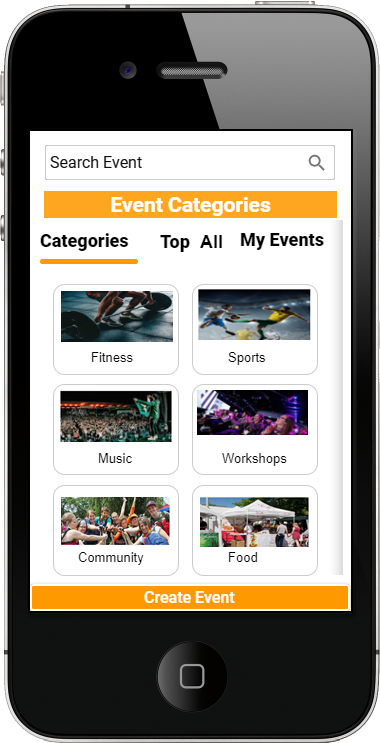 Search Event
Event Categories
Categories Top All My Events
Fitness Sports
Music Workshops
Community Food
Create Event